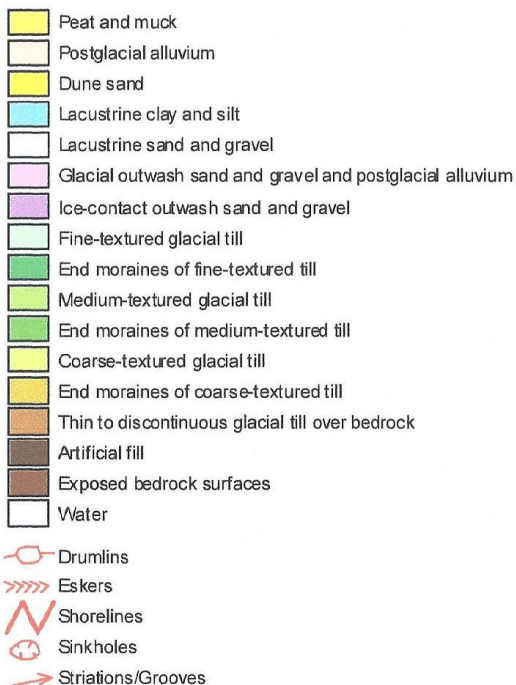 Peat and muck
Postglacial alluvium
Dune sand
Lacustrine clay and silt
Lacustrine sand and gravel
Glacial outwash sand and gravel and postglacial alluvium
Ice-contact outwash sand and gravel
Fine-textured glacial till
End moraines of fine-textured till
Medium-textured glacial till
End moraines of medium-textured till
Coarse-textured glacial till
End moraines of coarse-textured till
Thin to discontinuous glacial till over bedrock
Artificial fill
Exposed bedrock surfaces
Water
Drumlins
Eskers
Shorelines
Sinkholes
Striations/Grooves